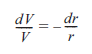 dV/V = − dr/r